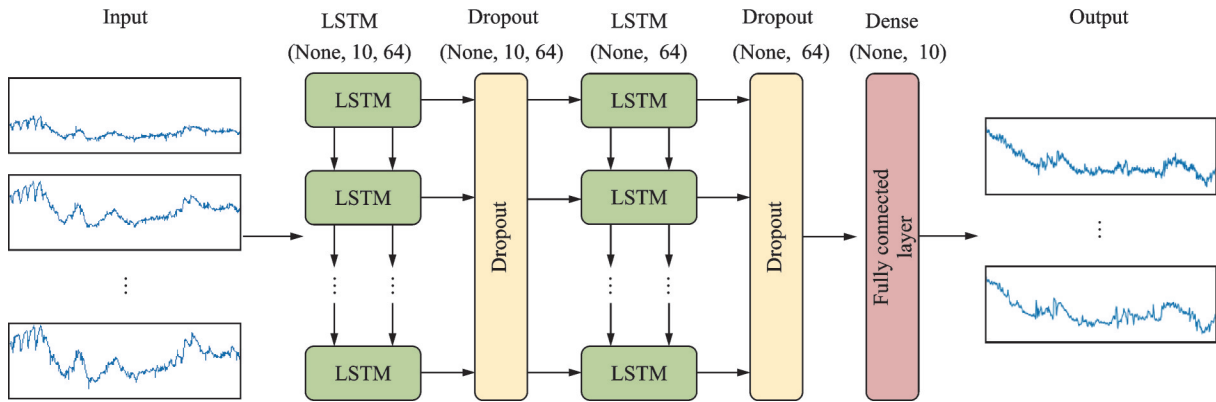 Input
LSTM
(None, 10, 64)
Dropout
(None, 10, 64)
LSTM
(None, 64)
Dropout
(None, 64)
Dense
(None, 10)
Output
LSTM
LSTM
LSTM
Dropout
LSTM
LSTM
LSTM
Dropout
Fully connected
layer